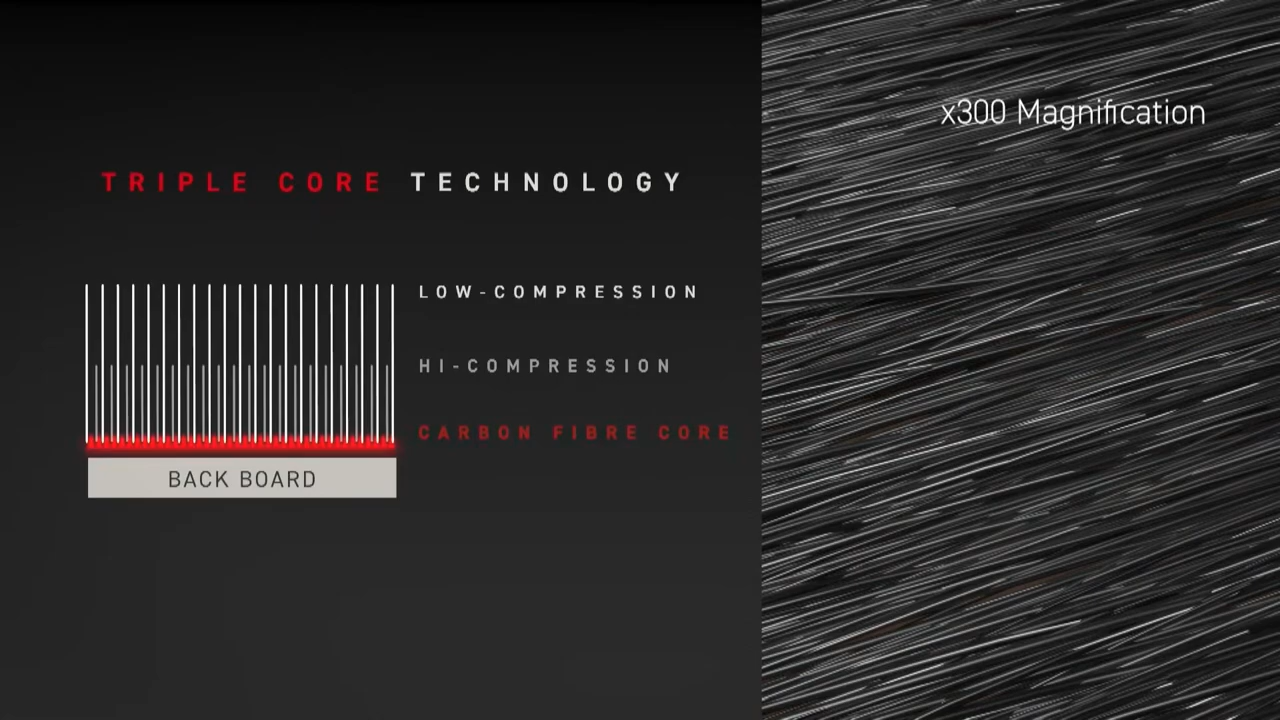 x300 Magnification
TRIPLE CORE TECHNOLOGY
LOW-COMPRESSION
HI-COMPRESSION
CARBON FIBRE CORE
BACK BOARD